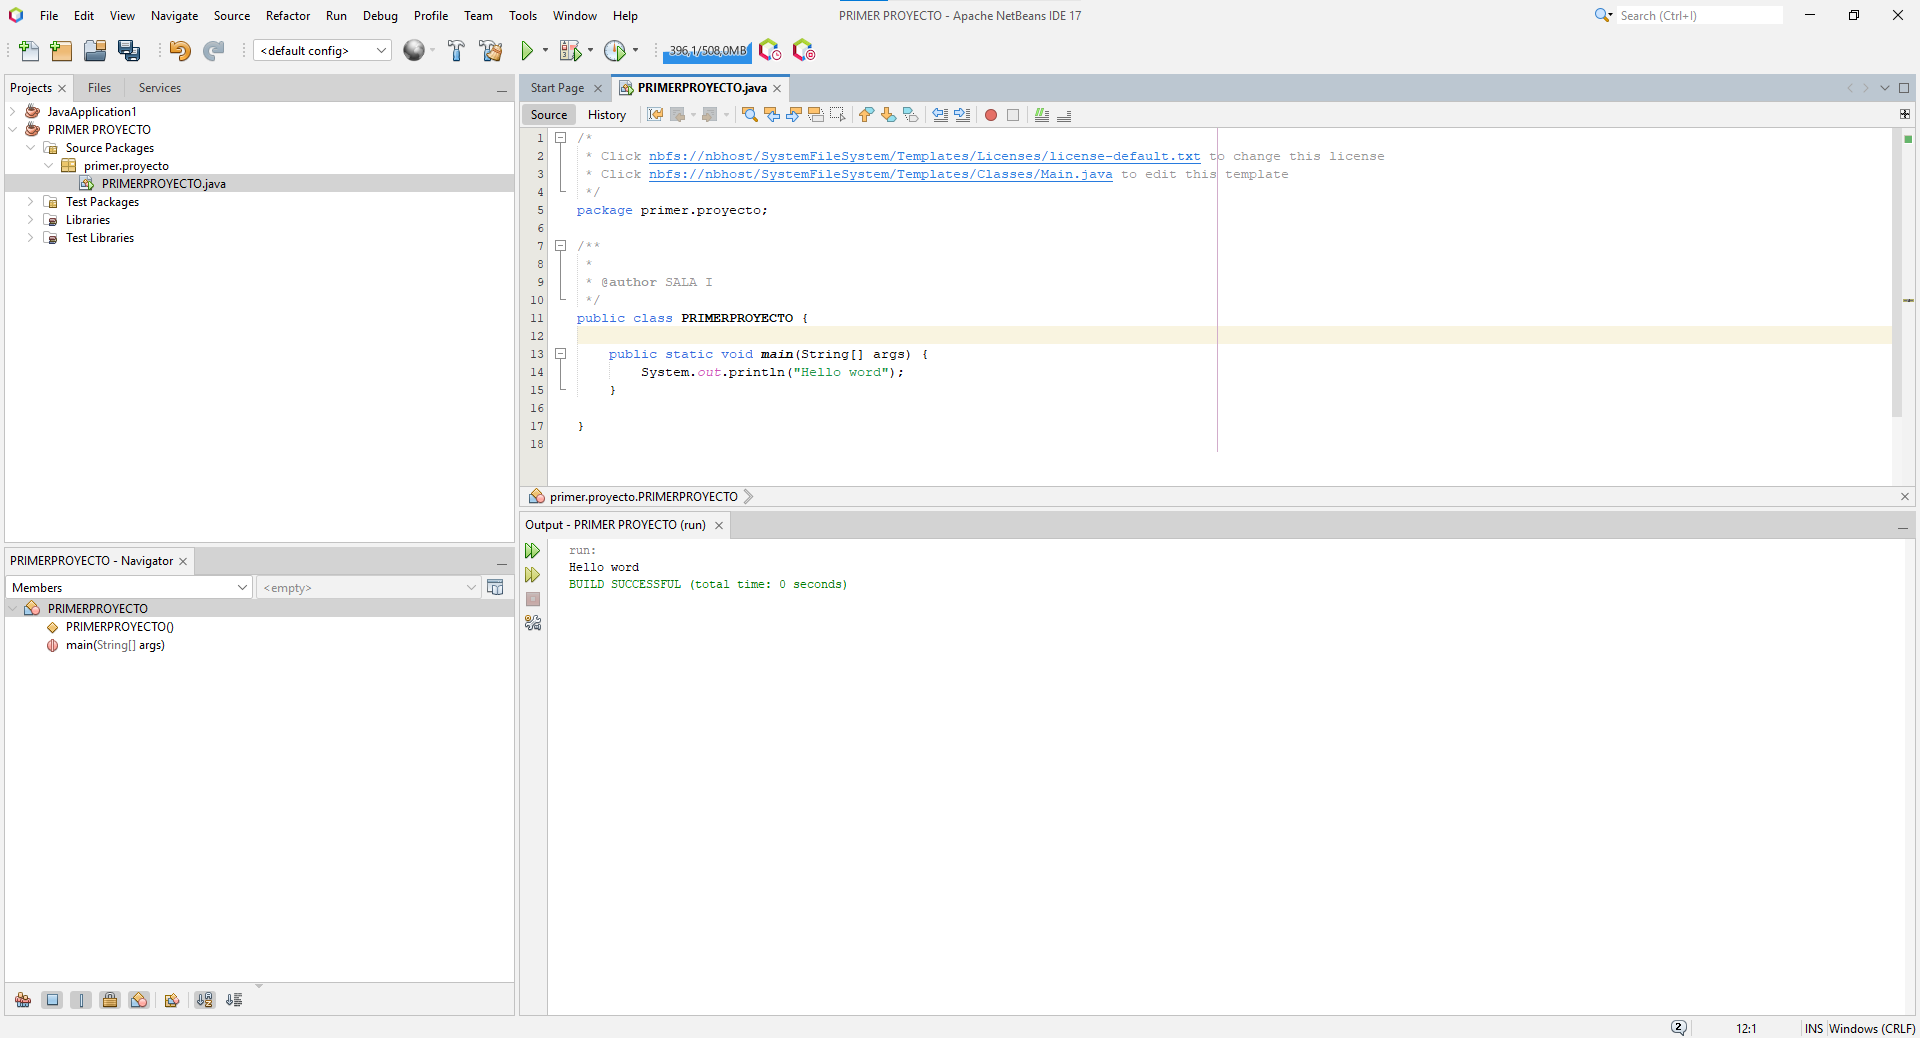 File Edit View Navigate Source Refactor Run Debug Profile Team Tools Window Help
PRIMER PROYECTO - Apache NetBeans IDE 17
Search (Ctrl+I)
<default config>
396,1/508,0MB
Projects Files Services
JavaApplication1
PRIMER PROYECTO
Source Packages
primer.proyecto
PRIMERPROYECTO.java
Test Packages
Libraries
Test Libraries
PRIMERPROYECTO - Navigator
Members
<empty>
PRIMERPROYECTO
PRIMERPROYECTO()
main(String[] args)
Start Page PRIMERPROYECTO.java
Source History
1 /*
2 * Click nbfs://nbhost/SystemFileSystem/Templates/Licenses/license-default.txt to change this license
3 * Click nbfs://nbhost/SystemFileSystem/Templates/Classes/Main.java to edit this template
4 */
5 package primer.proyecto;
6
7 /**
8 *
9 * @author SALA I
10 */
11 public class PRIMERPROYECTO {
12
13 public static void main(String[] args) {
14 System.out.println("Hello word");
15 }
16
17 }
18
primer.proyecto.PRIMERPROYECTO
Output - PRIMER PROYECTO (run)
run:
Hello word
BUILD SUCCESSFUL (total time: 0 seconds)
2
12:1
INS
Windows (CRLF)